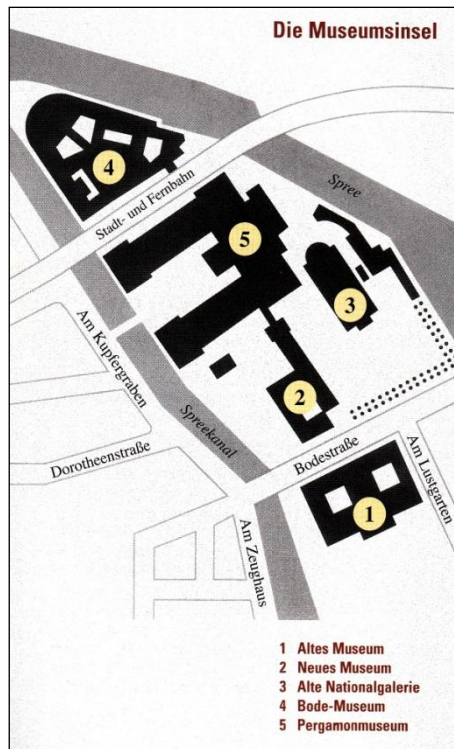 Die Museumsinsel
4
Stadt- und Fernbahn
Spree
5
3
Am Kupfergraben
2
Spreekanal
Dorotheenstraße
Bodestraße
Am Lustgarten
1
Am Zeughaus
1 Altes Museum
2 Neues Museum
3 Alte Nationalgalerie
4 Bode-Museum
5 Pergamonmuseum